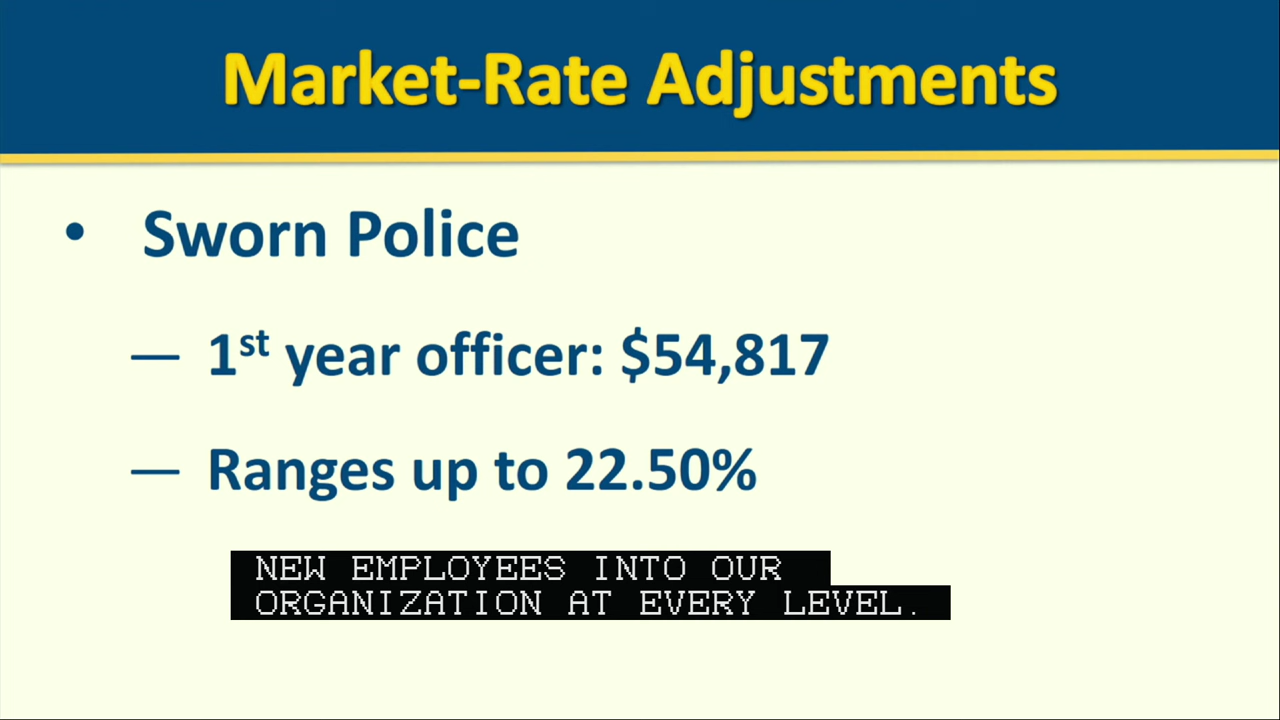 Market-Rate Adjustments
• Sworn Police
— 1st year officer: $54,817
— Ranges up to 22.50%
NEW EMPLOYEES INTO OUR
ORGANIZATION AT EVERY LEVEL.